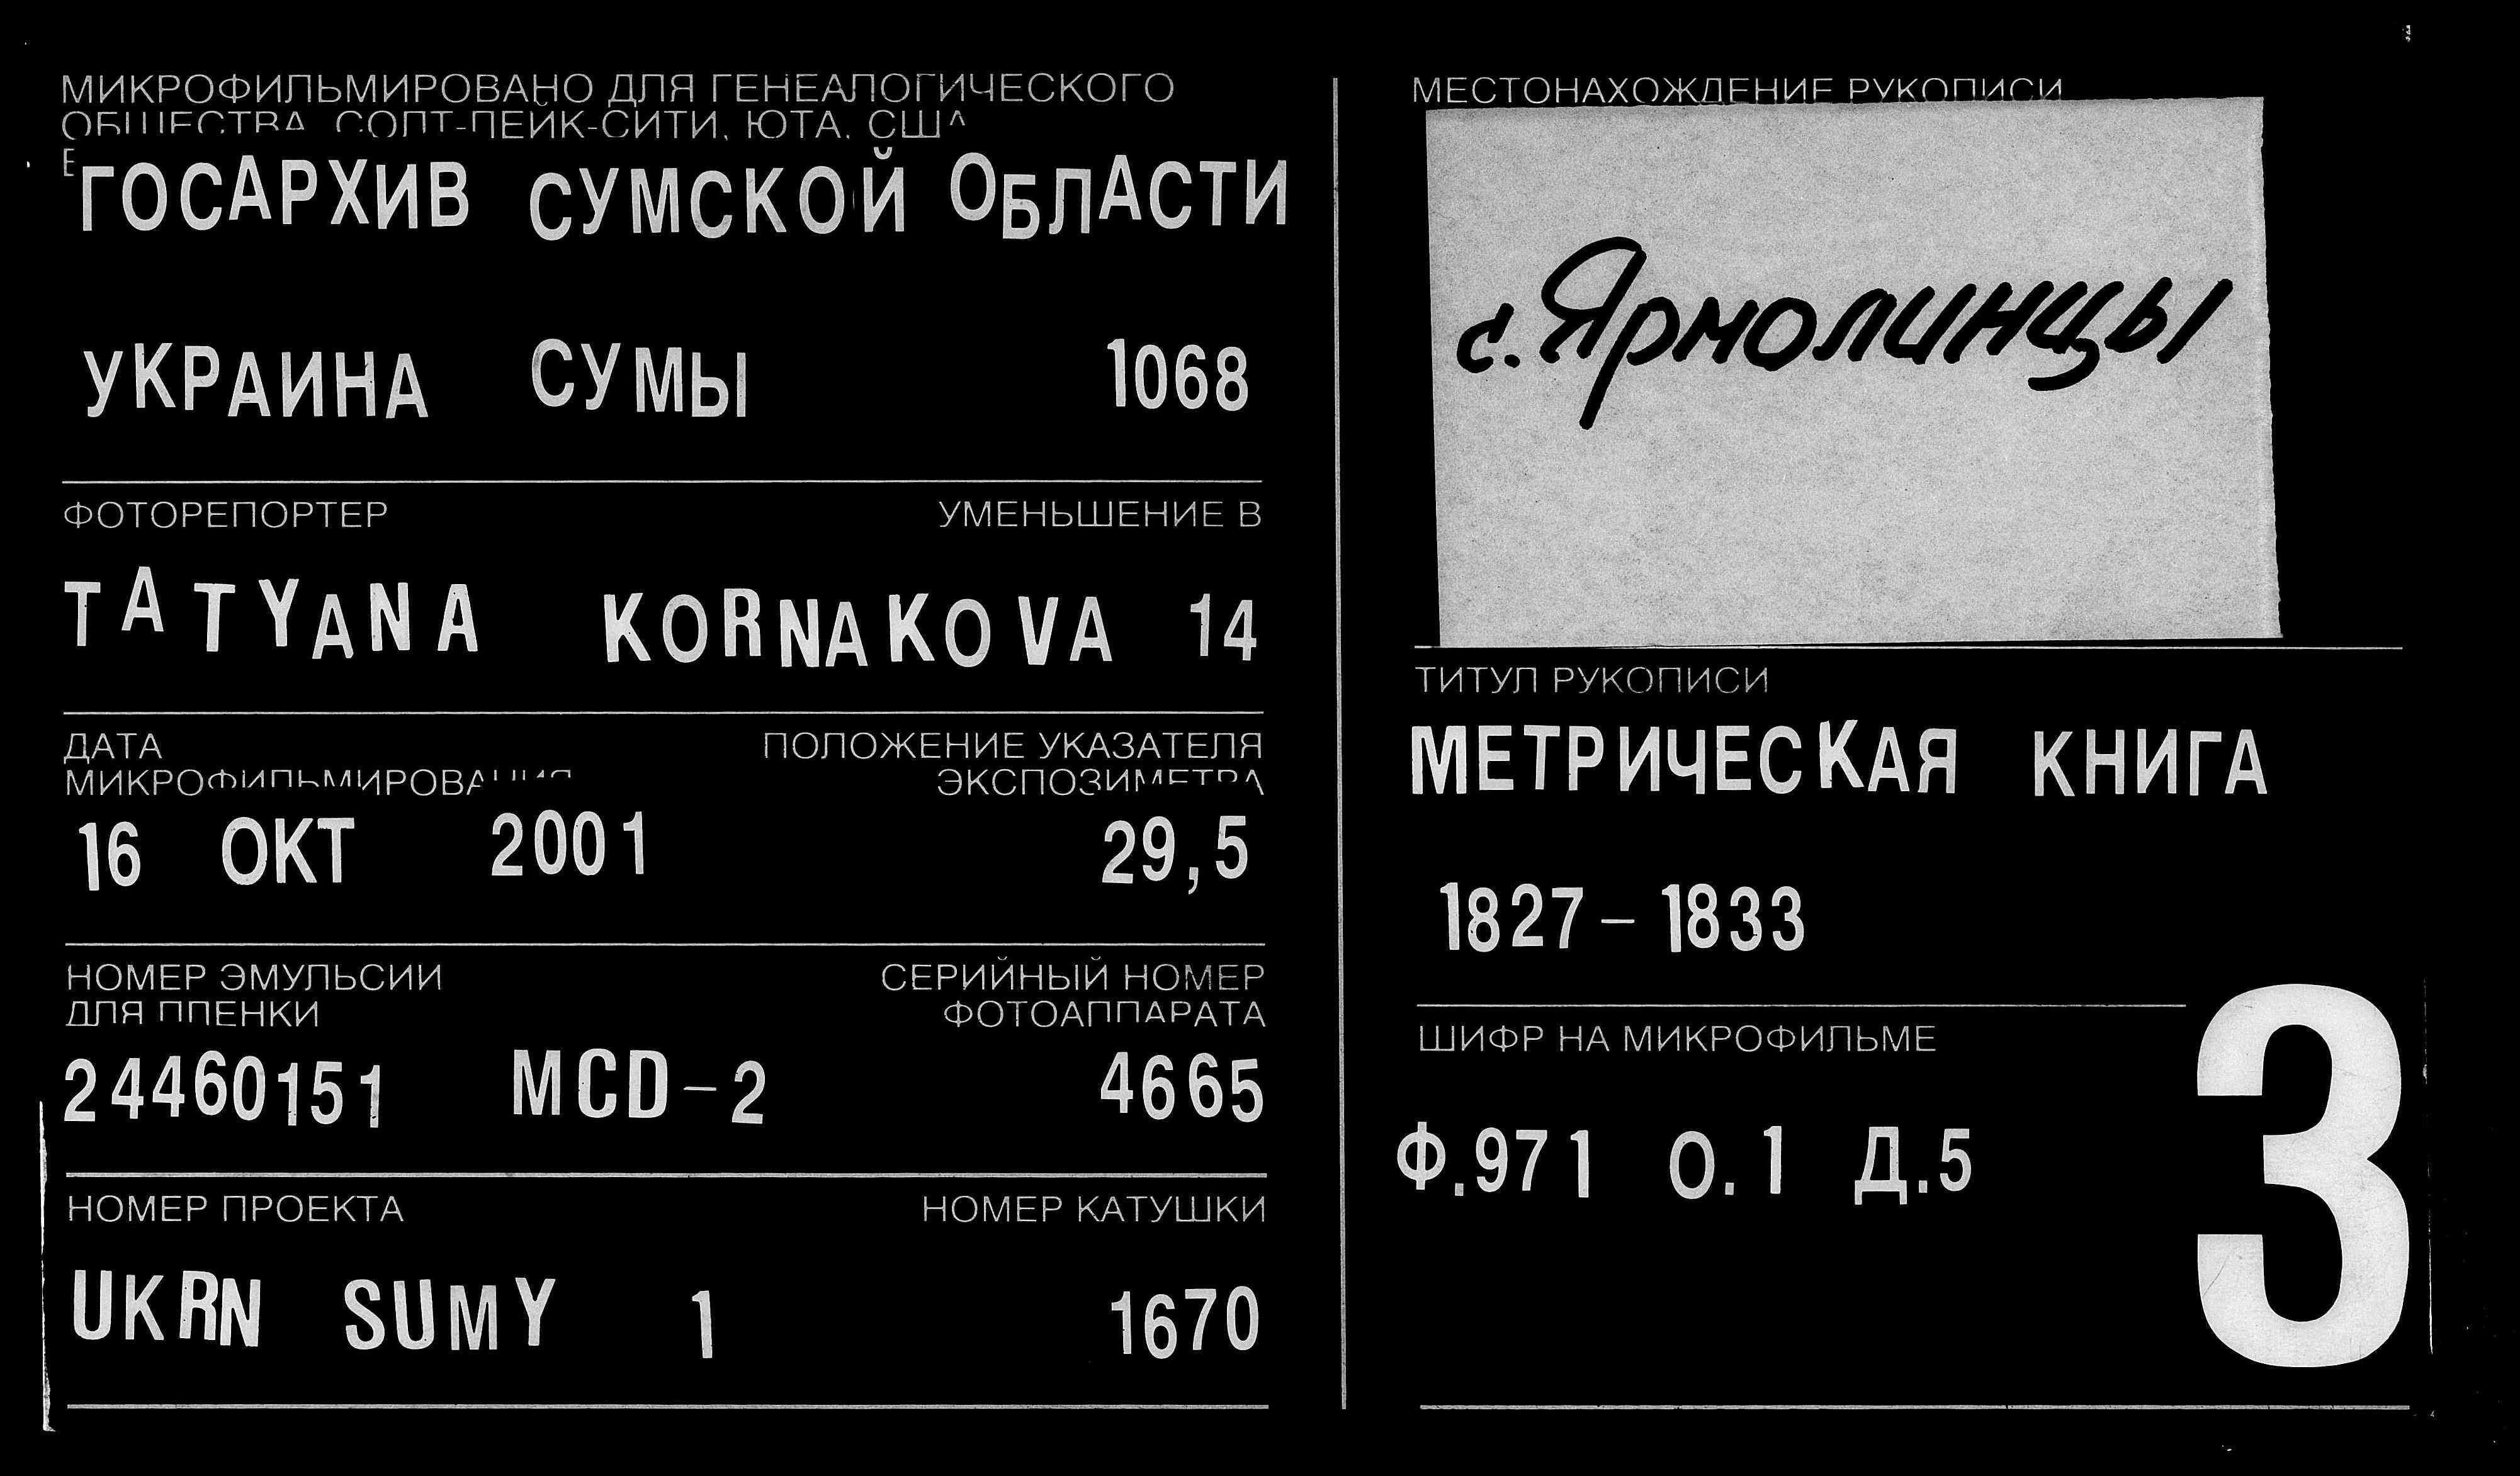 МИКРОФИЛЬМИРОВАНО ДЛЯ ГЕНЕАЛОГИЧЕСКОГО
ОБЩЕСТВА, СОЛТ-ЛЕЙК-СИТИ, ЮТА, США
ГОСАРХИВ СУМСКОЙ ОБЛАСТИ
УКРАИНА СУМЫ 1068
ФОТОРЕПОРТЕР УМЕНЬШЕНИЕ В
TATYANA KORNAKOVA 14
ДАТА ПОЛОЖЕНИЕ УКАЗАТЕЛЯ
МИКРОФИЛЬМИРОВАНИЯ ЭКСПОЗИМЕТРА
16 ОКТ 2001 29,5
НОМЕР ЭМУЛЬСИИ СЕРИЙНЫЙ НОМЕР
ДЛЯ ПЛЕНКИ ФОТОАППАРАТА
24460151 MCD-2 4665
НОМЕР ПРОЕКТА НОМЕР КАТУШКИ
UKRN SUMY 1 1670
МЕСТОНАХОЖДЕНИЕ РУКОПИСИ
с. Ярмолинцы
ТИТУЛ РУКОПИСИ
МЕТРИЧЕСКАЯ КНИГА
1827-1833
ШИФР НА МИКРОФИЛЬМЕ
Ф.971 О.1 Д.5
3